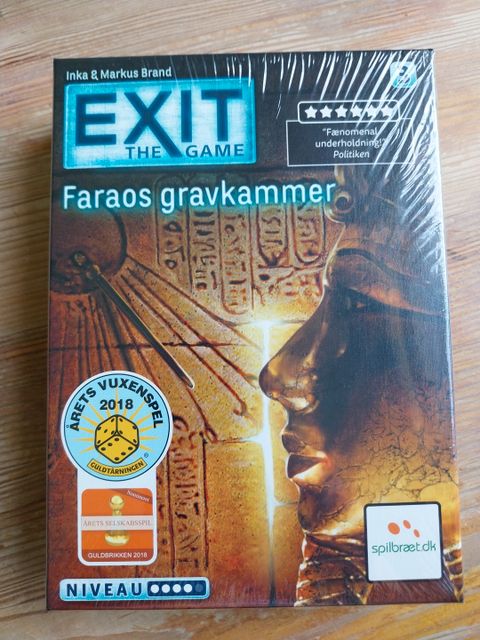 Inka & Markus Brand
EXIT
THE GAME
"Fænomenal
underholdning!"
Politiken
Faraos gravkammer
ÅRETS VUXENSPEL
2018
GULDTÄRNINGEN
Nomineret
ÅRETS SELSKABSSPIL
GULDBRIKKEN 2018
spilbræt.dk
NIVEAU